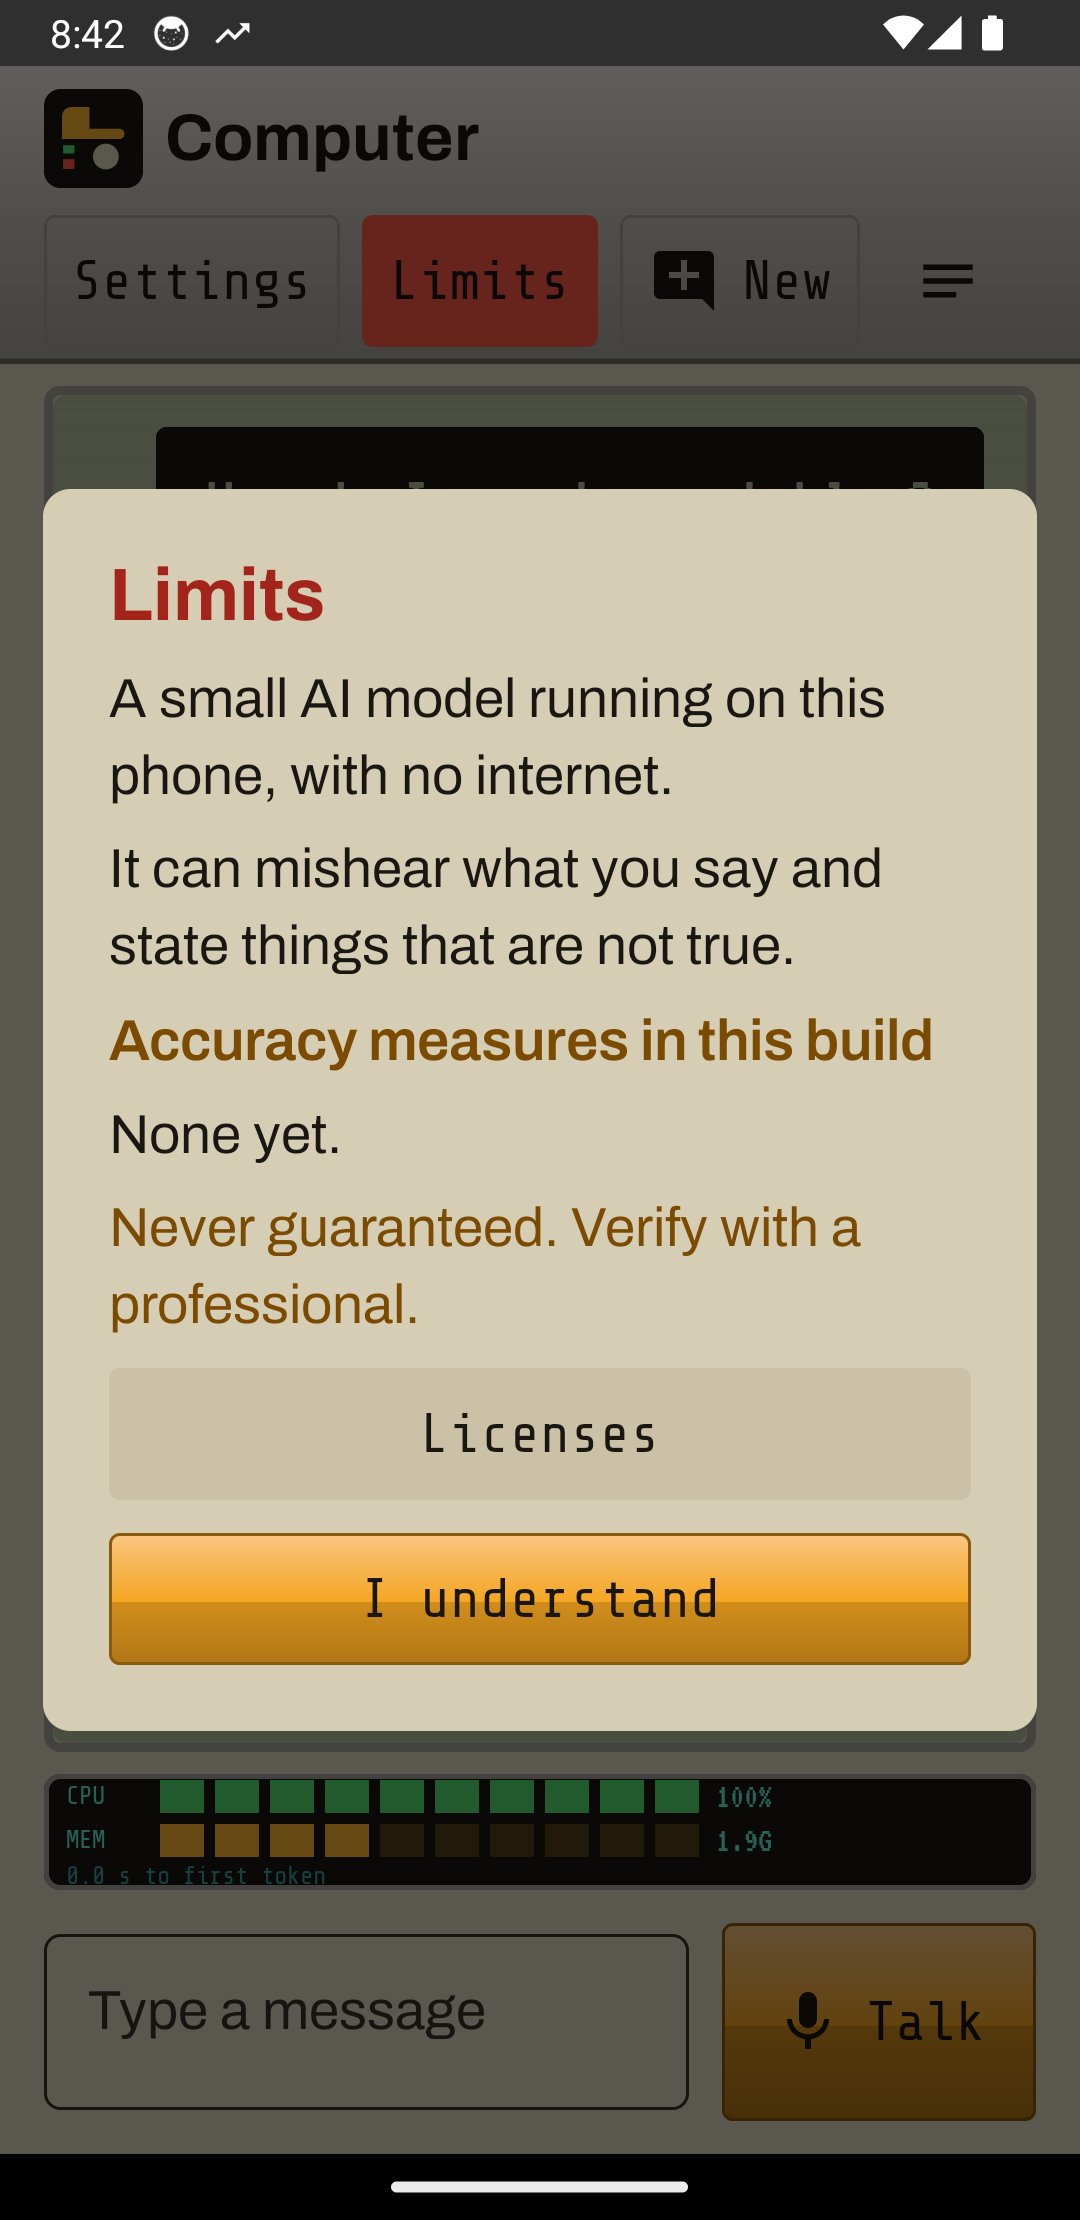 8:42
Computer
Settings
Limits
New
Limits
A small AI model running on this
phone, with no internet.
It can mishear what you say and
state things that are not true.
Accuracy measures in this build
None yet.
Never guaranteed. Verify with a
professional.
Licenses
I understand
CPU 100%
MEM 1.9G
0.0 s to first token
Type a message
Talk